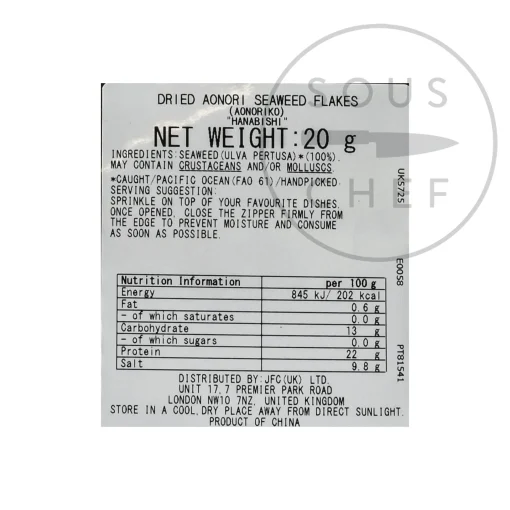 SOUS
CHEF
DRIED AONORI SEAWEED FLAKES
(AONORIKO)
"HANABISHI"
NET WEIGHT:20 g
INGREDIENTS:SEAWEED(ULVA PERTUSA)*(100%).
MAY CONTAIN CRUSTACEANS AND/OR MOLLUSCS.
*CAUGHT/PACIFIC OCEAN(FAO 61)/HANDPICKED.
SERVING SUGGESTION:
SPRINKLE ON TOP OF YOUR FAVOURITE DISHES.
ONCE OPENED, CLOSE THE ZIPPER FIRMLY FROM
THE EDGE TO PREVENT MOISTURE AND CONSUME
AS SOON AS POSSIBLE.
Nutrition Information per 100 g
Energy 845 kJ/ 202 kcal
Fat 0.6 g
- of which saturates 0.0 g
Carbohydrate 13 g
- of which sugars 0.0 g
Protein 22 g
Salt 9.8 g
DISTRIBUTED BY:JFC(UK) LTD.
UNIT 17,7 PREMIER PARK ROAD
LONDON NW10 7NZ, UNITED KINGDOM
STORE IN A COOL,DRY PLACE AWAY FROM DIRECT SUNLIGHT.
PRODUCT OF CHINA
UK5725
E0058
PT81541